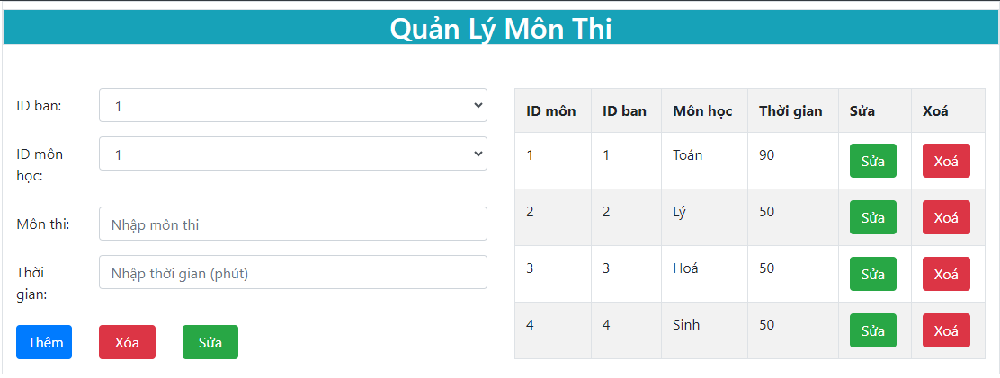 Quản Lý Môn Thi
ID ban:
1
ID môn
học:
1
Môn thi:
Nhập môn thi
Thời
gian:
Nhập thời gian (phút)
Thêm Xóa Sửa
ID môn ID ban Môn học Thời gian Sửa Xoá
1 1 Toán 90 Sửa Xoá
2 2 Lý 50 Sửa Xoá
3 3 Hoá 50 Sửa Xoá
4 4 Sinh 50 Sửa Xoá